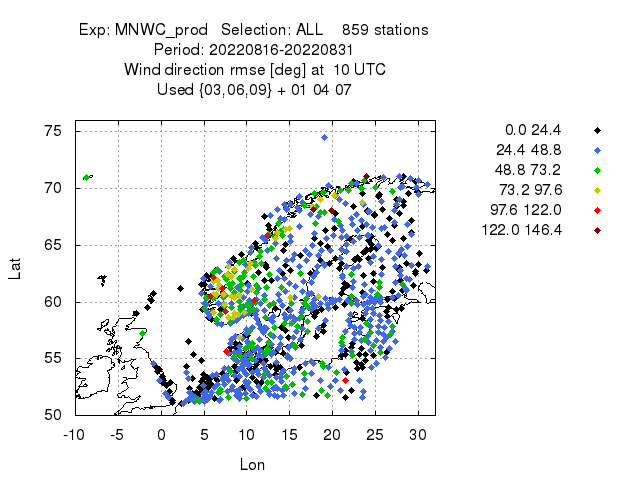 Exp: MNWC_prod Selection: ALL 859 stations
Period: 20220816-20220831
Wind direction rmse [deg] at 10 UTC
Used {03,06,09} + 01 04 07
0.0 24.4
24.4 48.8
48.8 73.2
73.2 97.6
97.6 122.0
122.0 146.4
75
70
65
60
55
50
Lat
-10 -5 0 5 10 15 20 25 30
Lon